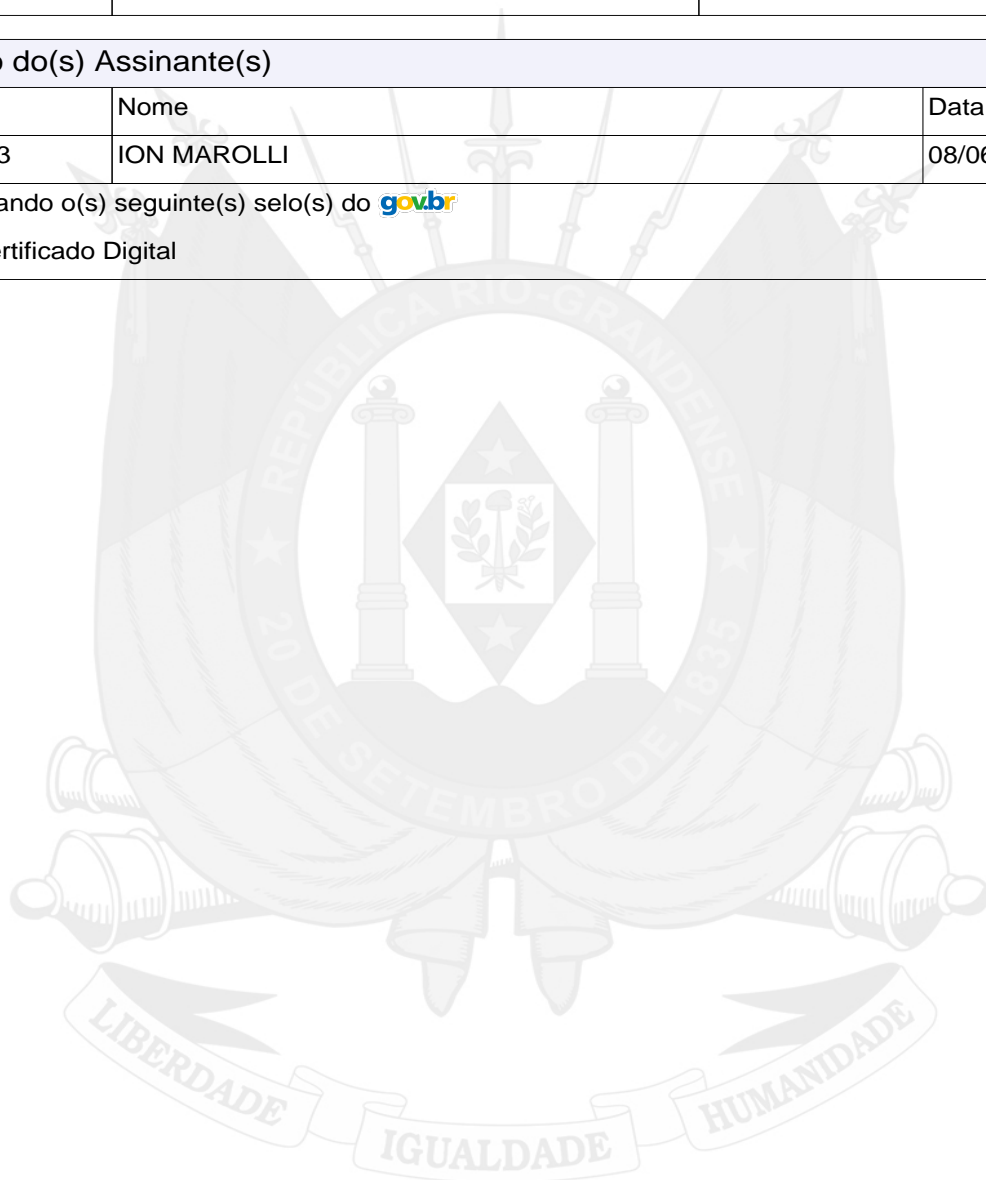 o do(s) Assinante(s)
Nome Data
3 ION MAROLLI 08/06
ando o(s) seguinte(s) selo(s) do gov.br
rtificado Digital
REPÚBLICA RIO-GRANDENSE
20 DE SETEMBRO DE 1835
LIBERDADE IGUALDADE HUMANIDADE